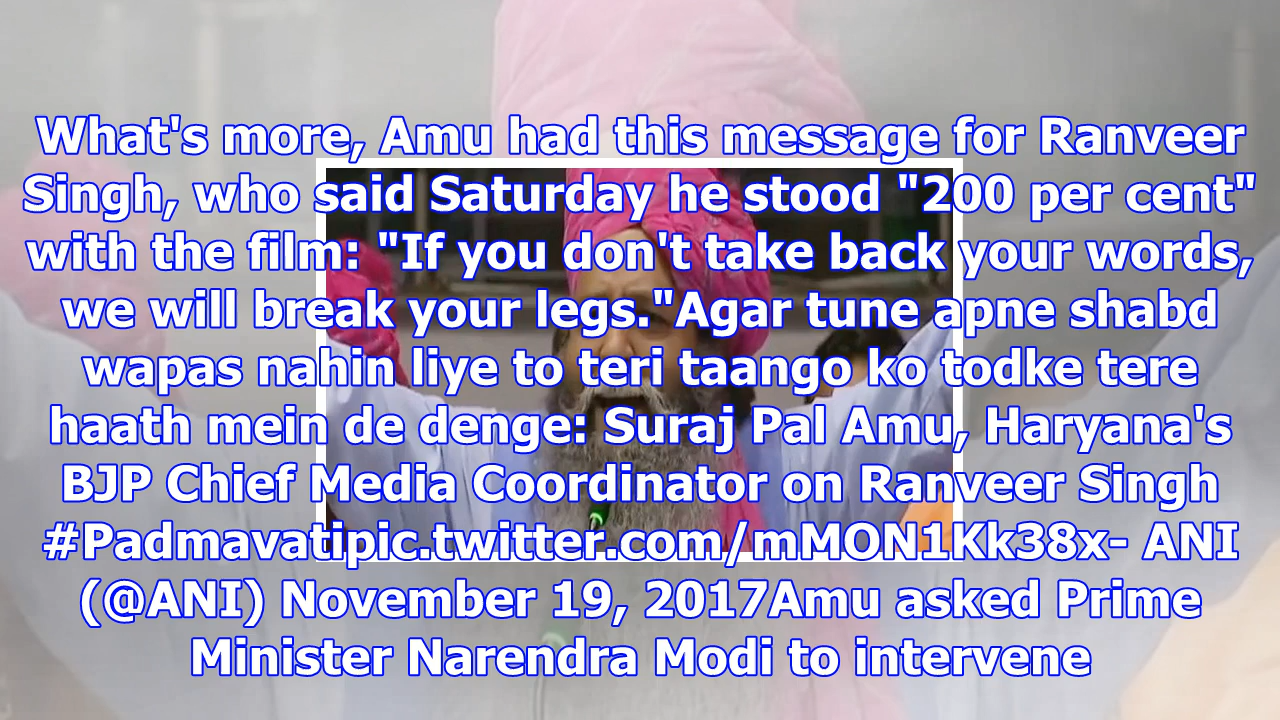 What's more, Amu had this message for Ranveer
Singh, who said Saturday he stood "200 per cent"
with the film: "If you don't take back your words,
we will break your legs."Agar tune apne shabd
wapas nahin liye to teri taango ko todke tere
haath mein de denge: Suraj Pal Amu, Haryana's
BJP Chief Media Coordinator on Ranveer Singh
#Padmavatipic.twitter.com/mMON1Kk38x- ANI
(@ANI) November 19, 2017Amu asked Prime
Minister Narendra Modi to intervene